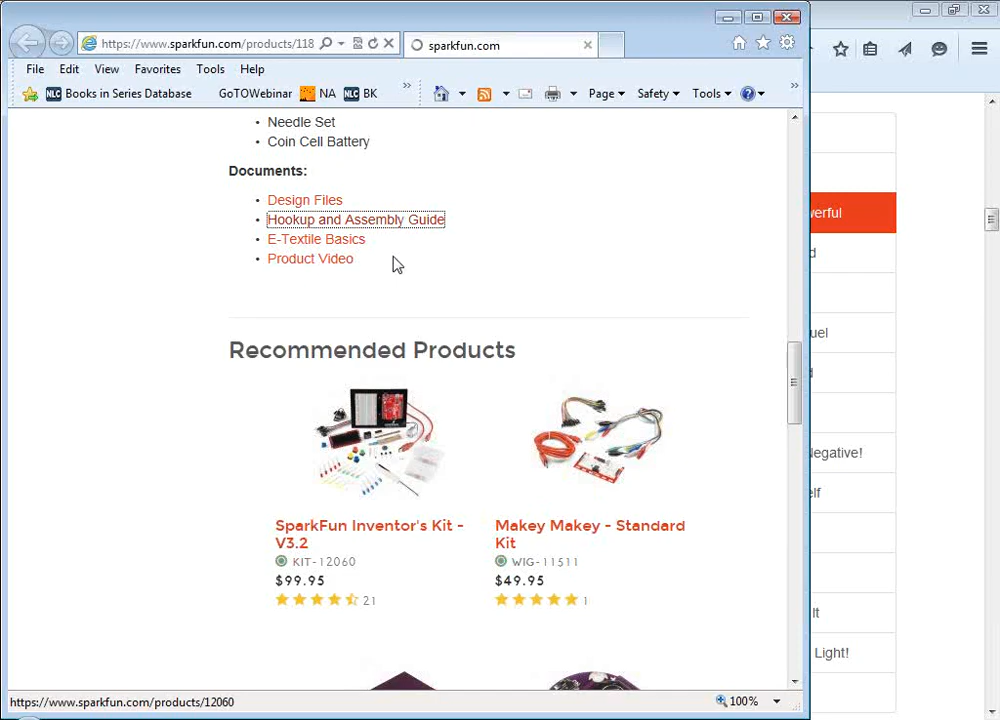 https://www.sparkfun.com/products/118
sparkfun.com
File Edit View Favorites Tools Help
NLC Books in Series Database GoTOWebinar NA NLC BK »
Page Safety Tools »
• Needle Set
• Coin Cell Battery
Documents:
• Design Files
• Hookup and Assembly Guide
• E-Textile Basics
• Product Video
Recommended Products
SparkFun Inventor's Kit -
V3.2
KIT-12060
$99.95
21
Makey Makey - Standard
Kit
WIG-11511
$49.95
1
https://www.sparkfun.com/products/12060
100%
werful
d
uel
d
Negative!
elf
It
Light!